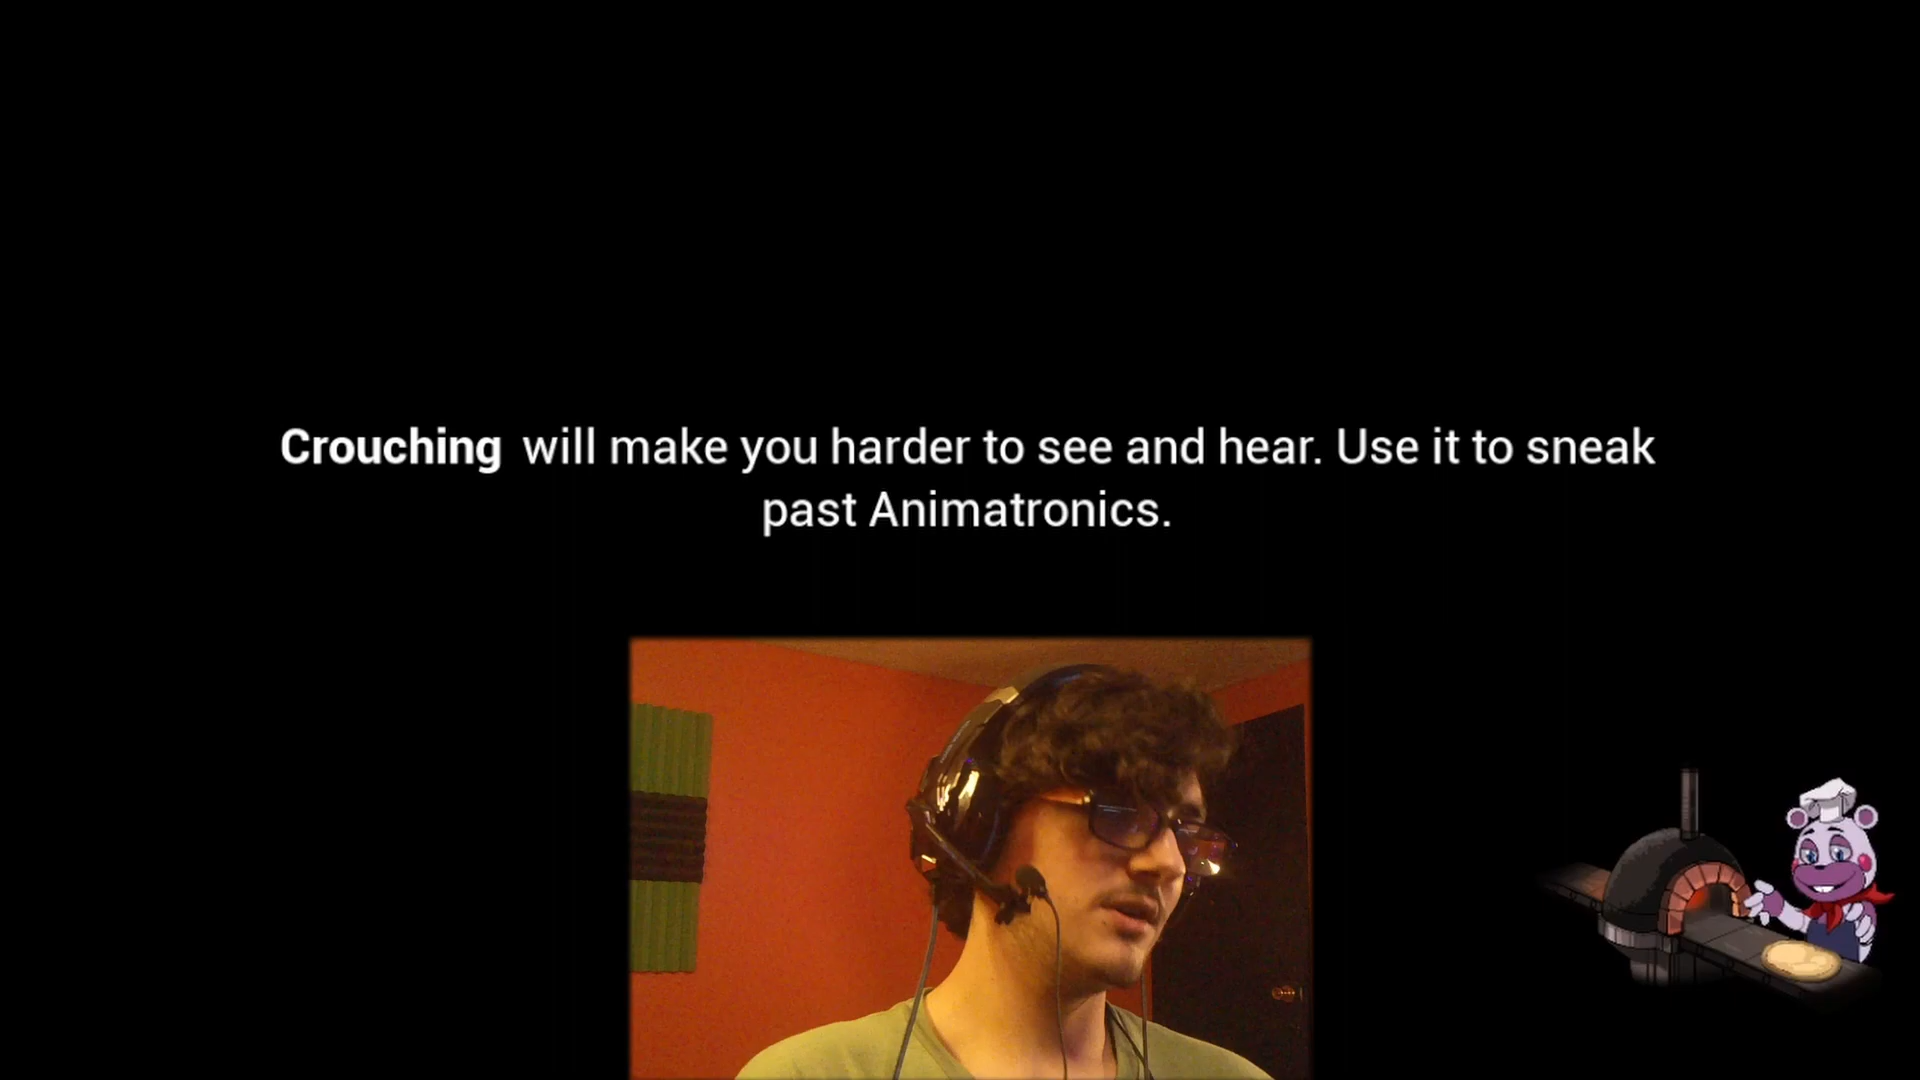 Crouching will make you harder to see and hear. Use it to sneak
past Animatronics.